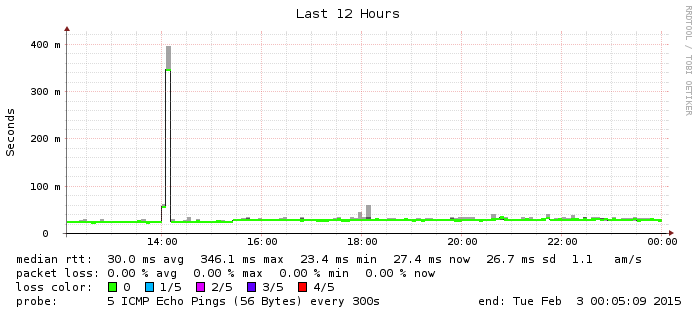 Last 12 Hours
RRDTOOL / TOBI OETIKER
Seconds
400 m
300 m
200 m
100 m
0
14:00 16:00 18:00 20:00 22:00 00:00
median rtt: 30.0 ms avg 346.1 ms max 23.4 ms min 27.4 ms now 26.7 ms sd 1.1 am/s
packet loss: 0.00 % avg 0.00 % max 0.00 % min 0.00 % now
loss color: 0 1/5 2/5 3/5 4/5
probe: 5 ICMP Echo Pings (56 Bytes) every 300s end: Tue Feb 3 00:05:09 2015